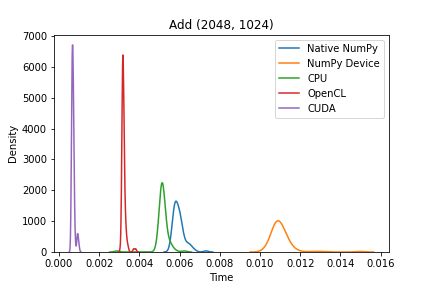 Add (2048, 1024)
Density
7000
6000
5000
4000
3000
2000
1000
0
Native NumPy
NumPy Device
CPU
OpenCL
CUDA
0.000 0.002 0.004 0.006 0.008 0.010 0.012 0.014 0.016
Time